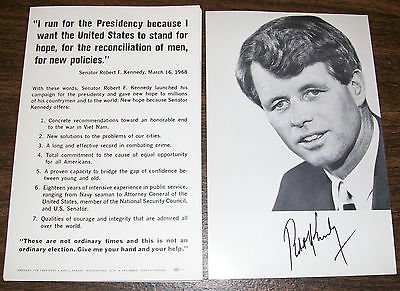 "I run for the Presidency because I
want the United States to stand for
hope, for the reconciliation of men,
for new policies."
Senator Robert F. Kennedy, March 16, 1968
With these words, Senator Robert F. Kennedy launched his
campaign for the presidency and gave new hope to millions
of his countrymen and to the world. New hope because Senator
Kennedy offers:
1. Concrete recommendations toward an honorable
end to the war in Viet Nam.
2. New solutions to the problems of our cities.
3. A long and effective record in combating crime.
4. Total commitment to the cause of equal opportunity
for all Americans.
5. A proven capacity to bridge the gap of confidence
between young and old.
6. Eighteen years of intensive experience in public service,
ranging from Navy seaman to Attorney General of the
United States, member of the National Security Council,
and U.S. Senator.
7. Qualities of courage and integrity that are admired all
over the world.
"These are not ordinary times and this is not an
ordinary election. Give me your hand and your help."
KENNEDY FOR PRESIDENT